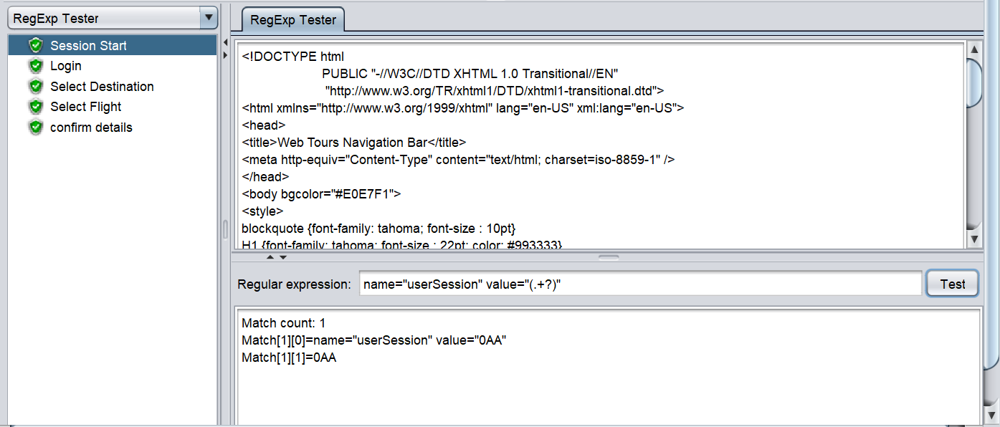 RegExp Tester
Session Start
Login
Select Destination
Select Flight
confirm details
RegExp Tester
<!DOCTYPE html
PUBLIC "-//W3C//DTD XHTML 1.0 Transitional//EN"
"http://www.w3.org/TR/xhtml1/DTD/xhtml1-transitional.dtd">
<html xmlns="http://www.w3.org/1999/xhtml" lang="en-US" xml:lang="en-US">
<head>
<title>Web Tours Navigation Bar</title>
<meta http-equiv="Content-Type" content="text/html; charset=iso-8859-1" />
</head>
<body bgcolor="#E0E7F1">
<style>
blockquote {font-family: tahoma; font-size : 10pt}
H1 {font-family: tahoma; font-size : 22pt; color: #993333}
Regular expression: name="userSession" value="(.+?)" Test
Match count: 1
Match[1][0]=name="userSession" value="0AA"
Match[1][1]=0AA